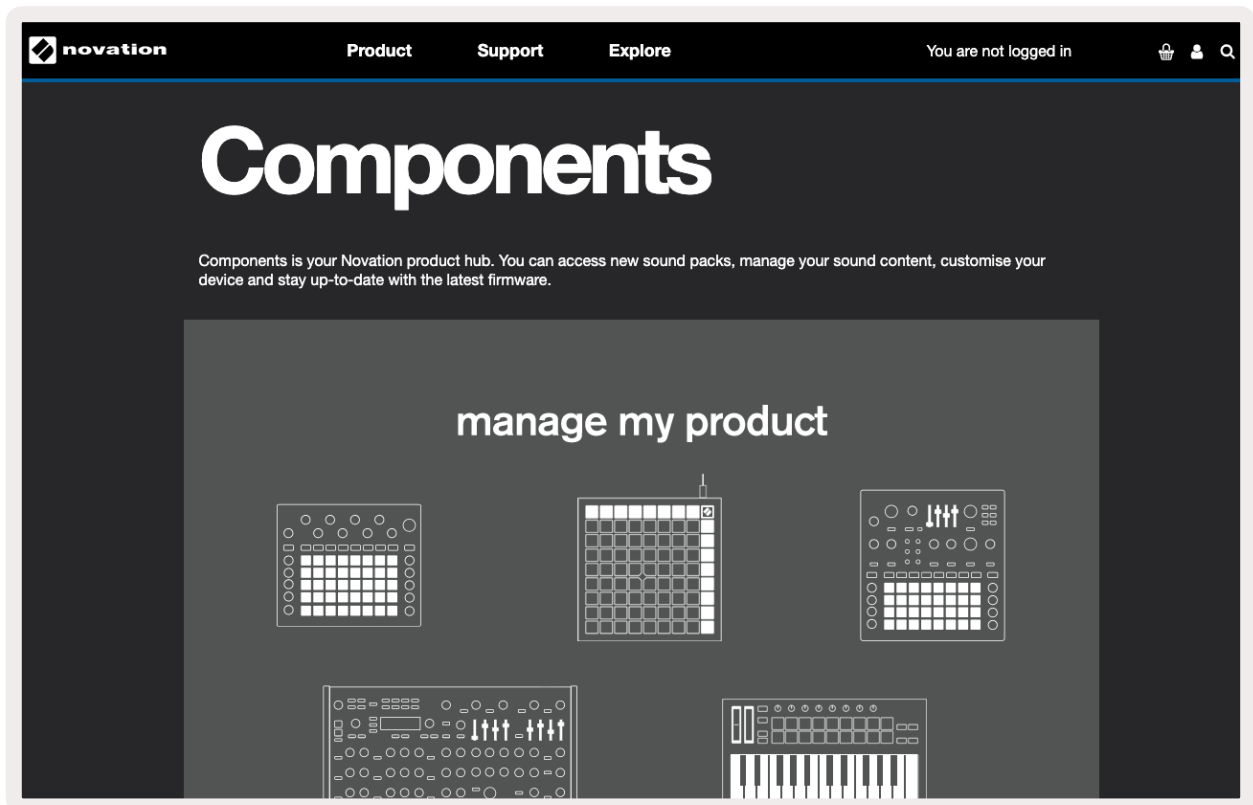 novation
Product
Support
Explore
You are not logged in
Components
Components is your Novation product hub. You can access new sound packs, manage your sound content, customise your
device and stay up-to-date with the latest firmware.
manage my product